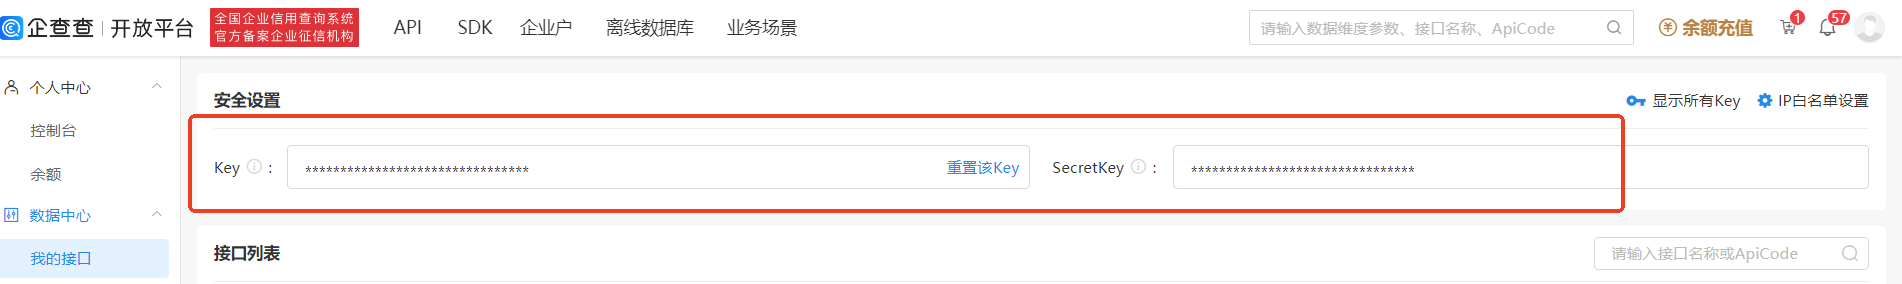 企查查 | 开放平台
全国企业信用查询系统
官方备案企业征信机构
API
SDK
企业户
离线数据库
业务场景
请输入数据维度参数、接口名称、ApiCode
余额充值
1
57
个人中心
控制台
余额
数据中心
我的接口
安全设置
显示所有Key
IP白名单设置
Key :
********************************
重置该Key
SecretKey :
********************************
接口列表
请输入接口名称或ApiCode